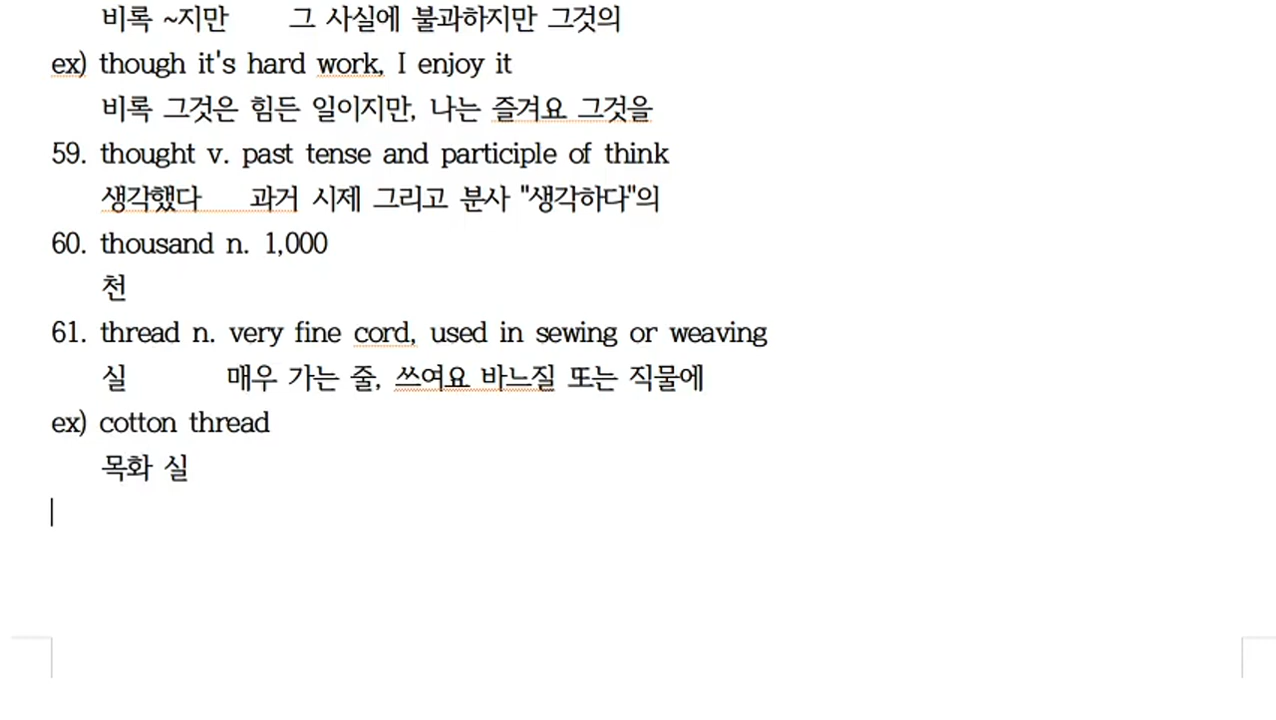 비록 ~지만 그 사실에 불과하지만 그것의
ex) though it's hard work, I enjoy it
비록 그것은 힘든 일이지만, 나는 즐겨요 그것을
59. thought v. past tense and participle of think
생각했다 과거 시제 그리고 분사 "생각하다"의
60. thousand n. 1,000
천
61. thread n. very fine cord, used in sewing or weaving
실 매우 가는 줄, 쓰여요 바느질 또는 직물에
ex) cotton thread
목화 실